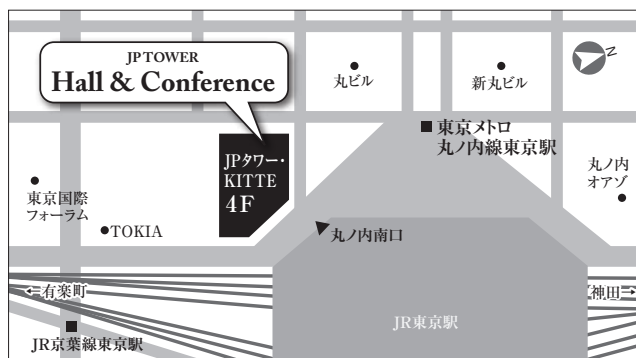 JP TOWER
Hall & Conference
丸ビル
新丸ビル
N
東京メトロ
丸ノ内線東京駅
JPタワー・
KITTE
4F
丸ノ内
オアゾ
東京国際
フォーラム
TOKIA
丸ノ内南口
←有楽町
神田→
JR東京駅
JR京葉線東京駅